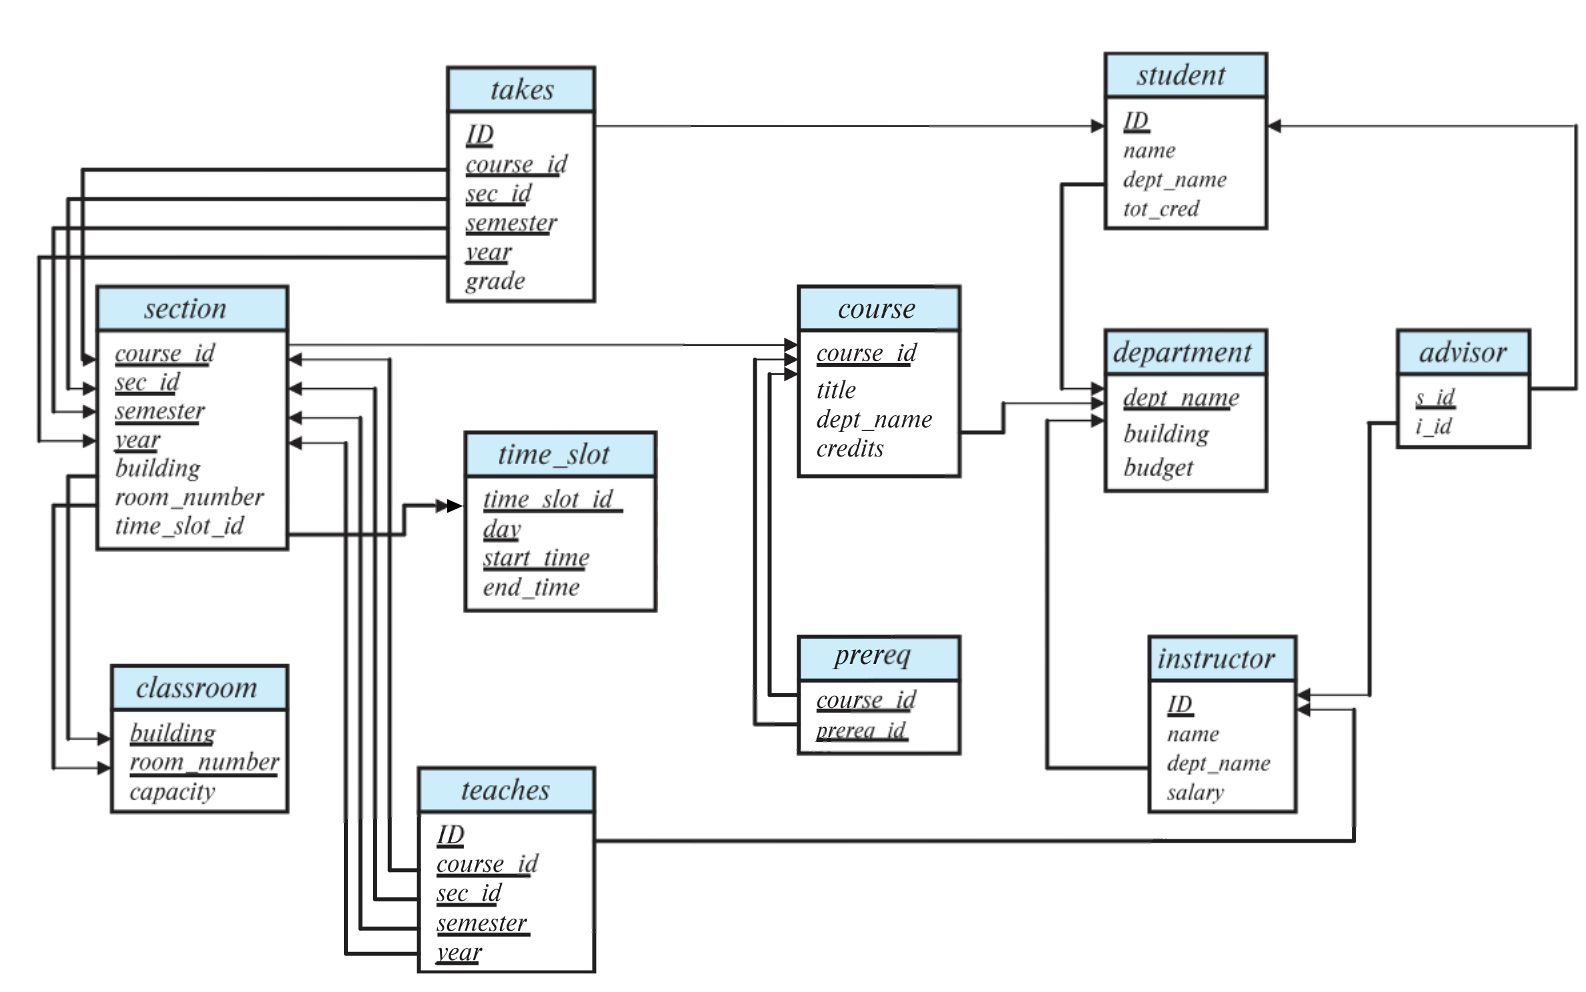 takes
ID
course_id
sec_id
semester
year
grade
student
ID
name
dept_name
tot_cred
section
course_id
sec_id
semester
year
building
room_number
time_slot_id
course
course_id
title
dept_name
credits
department
dept_name
building
budget
advisor
s_id
i_id
time_slot
time_slot_id
day
start_time
end_time
prereq
course_id
prereq_id
instructor
ID
name
dept_name
salary
classroom
building
room_number
capacity
teaches
ID
course_id
sec_id
semester
year